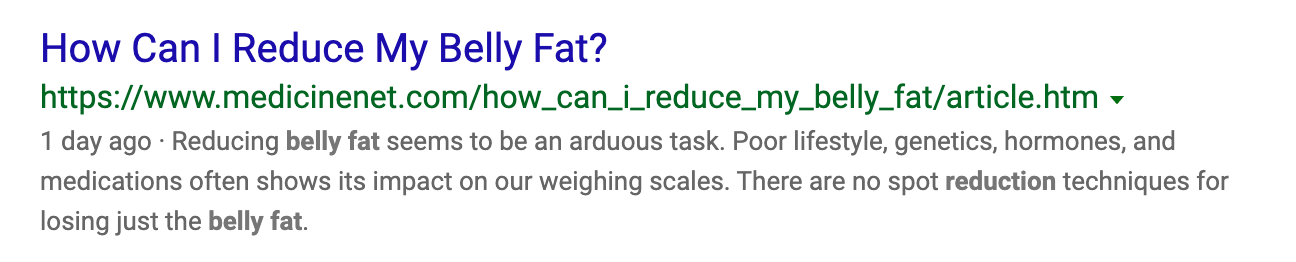 How Can I Reduce My Belly Fat?
https://www.medicinenet.com/how_can_i_reduce_my_belly_fat/article.htm
1 day ago · Reducing belly fat seems to be an arduous task. Poor lifestyle, genetics, hormones, and
medications often shows its impact on our weighing scales. There are no spot reduction techniques for
losing just the belly fat.